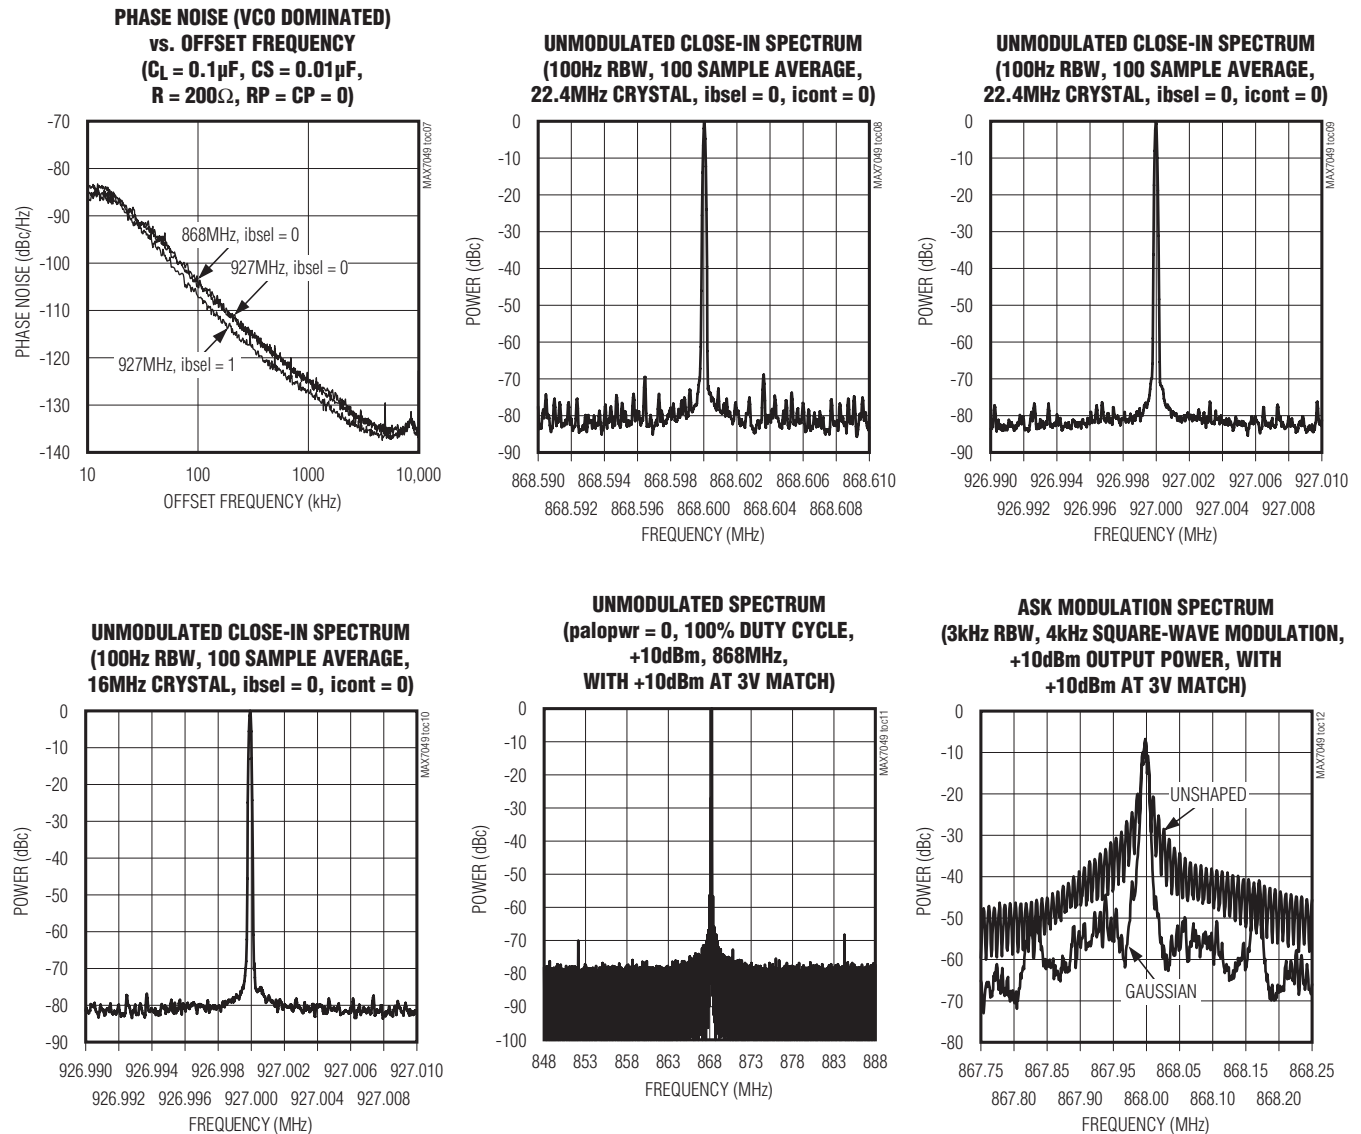 PHASE NOISE (VCO DOMINATED)
vs. OFFSET FREQUENCY
(CL = 0.1µF, CS = 0.01µF,
R = 200Ω, RP = CP = 0)
-70
-80
-90
-100
-110
-120
-130
-140
PHASE NOISE (dBc/Hz)
868MHz, ibsel = 0
927MHz, ibsel = 0
927MHz, ibsel = 1
MAX7049 toc07
10 100 1000 10,000
OFFSET FREQUENCY (kHz)
UNMODULATED CLOSE-IN SPECTRUM
(100Hz RBW, 100 SAMPLE AVERAGE,
22.4MHz CRYSTAL, ibsel = 0, icont = 0)
0
-10
-20
-30
-40
-50
-60
-70
-80
-90
POWER (dBc)
MAX7049 toc08
868.590 868.594 868.598 868.602 868.606 868.610
868.592 868.596 868.600 868.604 868.608
FREQUENCY (MHz)
UNMODULATED CLOSE-IN SPECTRUM
(100Hz RBW, 100 SAMPLE AVERAGE,
22.4MHz CRYSTAL, ibsel = 0, icont = 0)
0
-10
-20
-30
-40
-50
-60
-70
-80
-90
POWER (dBc)
MAX7049 toc09
926.990 926.994 926.998 927.002 927.006 927.010
926.992 926.996 927.000 927.004 927.008
FREQUENCY (MHz)
UNMODULATED CLOSE-IN SPECTRUM
(100Hz RBW, 100 SAMPLE AVERAGE,
16MHz CRYSTAL, ibsel = 0, icont = 0)
0
-10
-20
-30
-40
-50
-60
-70
-80
-90
POWER (dBc)
MAX7049 toc10
926.990 926.994 926.998 927.002 927.006 927.010
926.992 926.996 927.000 927.004 927.008
FREQUENCY (MHz)
UNMODULATED SPECTRUM
(palopwr = 0, 100% DUTY CYCLE,
+10dBm, 868MHz,
WITH +10dBm AT 3V MATCH)
0
-10
-20
-30
-40
-50
-60
-70
-80
-90
-100
POWER (dBc)
MAX7049 toc11
848 853 858 863 868 873 878 883 888
FREQUENCY (MHz)
ASK MODULATION SPECTRUM
(3kHz RBW, 4kHz SQUARE-WAVE MODULATION,
+10dBm OUTPUT POWER, WITH
+10dBm AT 3V MATCH)
0
-10
-20
-30
-40
-50
-60
-70
-80
POWER (dBc)
UNSHAPED
GAUSSIAN
MAX7049 toc12
867.75 867.85 867.95 868.05 868.15 868.25
867.80 867.90 868.00 868.10 868.20
FREQUENCY (MHz)